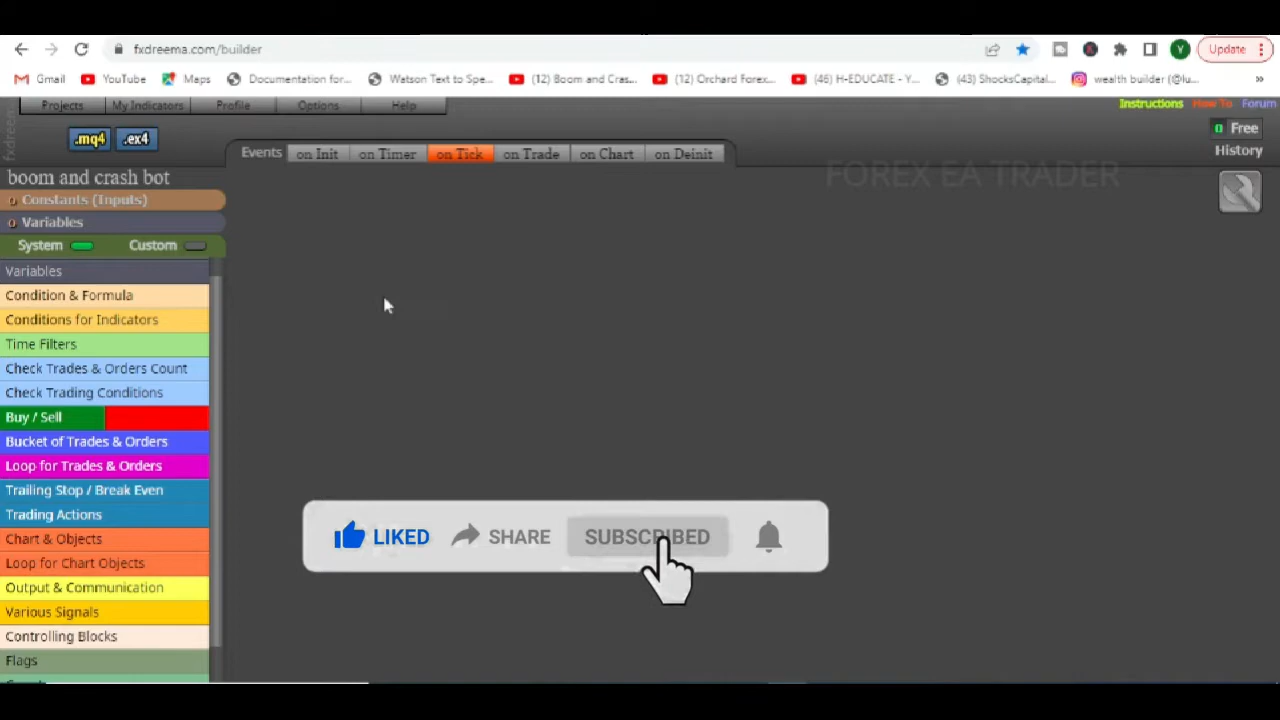 fxdreema.com/builder
Update
Gmail
YouTube
Maps
Documentation for...
Watson Text to Spe...
(12) Boom and Cras...
(12) Orchard Forex...
(46) H-EDUCATE - Y...
(43) ShocksCapital...
wealth builder (@lu...
»
Projects
My Indicators
Profile
Options
Help
Instructions
How To
Forum
fxdreem
.mq4
.ex4
0 Free
History
Events
on Init
on Timer
on Tick
on Trade
on Chart
on Deinit
FOREX EA TRADER
boom and crash bot
0 Constants (Inputs)
0 Variables
System
Custom
Variables
Condition & Formula
Conditions for Indicators
Time Filters
Check Trades & Orders Count
Check Trading Conditions
Buy / Sell
Bucket of Trades & Orders
Loop for Trades & Orders
Trailing Stop / Break Even
Trading Actions
Chart & Objects
Loop for Chart Objects
Output & Communication
Various Signals
Controlling Blocks
Flags
LIKED
SHARE
SUBSCRIBED
Y